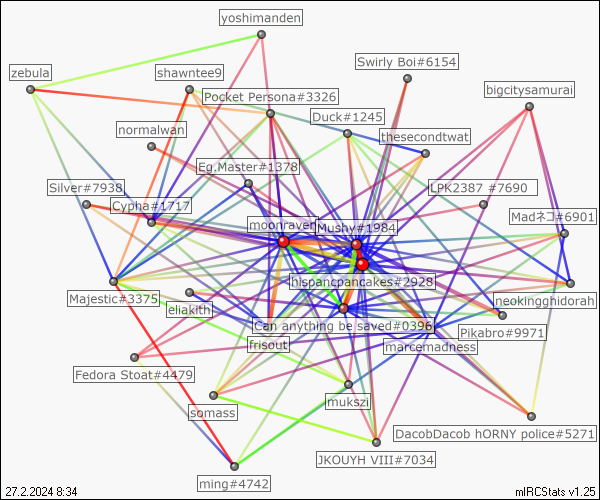 yoshimanden
Swirly Boi#6154
zebula
shawntee9
bigcitysamurai
Pocket Persona#3326
Duck#1245
normalwan
thesecondtwat
Eg.Master#1378
Silver#7938
LPK2387 #7690
Cypha#1717
Madネコ#6901
moonraven
Mushy#1984
hispancpancakes#2928
Majestic#3375
neokingghidorah
eliakith
Can anything be saved#0396
Pikabro#9971
frisout
marcemadness
Fedora Stoat#4479
mukszi
somass
DacobDacob hORNY police#5271
JKOUYH VIII#7034
ming#4742
27.2.2024 8:34
mIRCStats v1.25